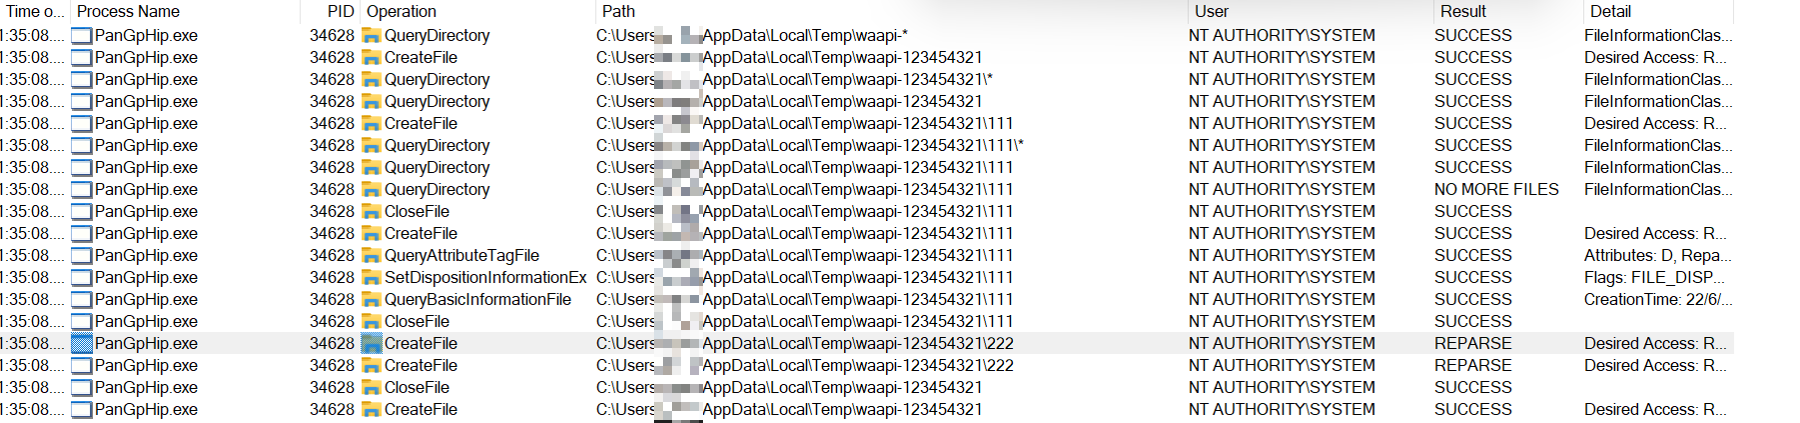 Time o... Process Name PID Operation Path User Result Detail
1:35:08.... PanGpHip.exe 34628 QueryDirectory C:\Users AppData\Local\Temp\waapi-* NT AUTHORITY\SYSTEM SUCCESS FileInformationClas...
1:35:08.... PanGpHip.exe 34628 CreateFile C:\Users AppData\Local\Temp\waapi-123454321 NT AUTHORITY\SYSTEM SUCCESS Desired Access: R...
1:35:08.... PanGpHip.exe 34628 QueryDirectory C:\Users AppData\Local\Temp\waapi-123454321\* NT AUTHORITY\SYSTEM SUCCESS FileInformationClas...
1:35:08.... PanGpHip.exe 34628 QueryDirectory C:\Users AppData\Local\Temp\waapi-123454321 NT AUTHORITY\SYSTEM SUCCESS FileInformationClas...
1:35:08.... PanGpHip.exe 34628 CreateFile C:\Users AppData\Local\Temp\waapi-123454321\111 NT AUTHORITY\SYSTEM SUCCESS Desired Access: R...
1:35:08.... PanGpHip.exe 34628 QueryDirectory C:\Users AppData\Local\Temp\waapi-123454321\111\* NT AUTHORITY\SYSTEM SUCCESS FileInformationClas...
1:35:08.... PanGpHip.exe 34628 QueryDirectory C:\Users AppData\Local\Temp\waapi-123454321\111 NT AUTHORITY\SYSTEM SUCCESS FileInformationClas...
1:35:08.... PanGpHip.exe 34628 QueryDirectory C:\Users AppData\Local\Temp\waapi-123454321\111 NT AUTHORITY\SYSTEM NO MORE FILES FileInformationClas...
1:35:08.... PanGpHip.exe 34628 CloseFile C:\Users AppData\Local\Temp\waapi-123454321\111 NT AUTHORITY\SYSTEM SUCCESS
1:35:08.... PanGpHip.exe 34628 CreateFile C:\Users AppData\Local\Temp\waapi-123454321\111 NT AUTHORITY\SYSTEM SUCCESS Desired Access: R...
1:35:08.... PanGpHip.exe 34628 QueryAttributeTagFile C:\Users AppData\Local\Temp\waapi-123454321\111 NT AUTHORITY\SYSTEM SUCCESS Attributes: D, Repa...
1:35:08.... PanGpHip.exe 34628 SetDispositionInformationEx C:\Users AppData\Local\Temp\waapi-123454321\111 NT AUTHORITY\SYSTEM SUCCESS Flags: FILE_DISP...
1:35:08.... PanGpHip.exe 34628 QueryBasicInformationFile C:\Users AppData\Local\Temp\waapi-123454321\111 NT AUTHORITY\SYSTEM SUCCESS CreationTime: 22/6/...
1:35:08.... PanGpHip.exe 34628 CloseFile C:\Users AppData\Local\Temp\waapi-123454321\111 NT AUTHORITY\SYSTEM SUCCESS
1:35:08.... PanGpHip.exe 34628 CreateFile C:\Users AppData\Local\Temp\waapi-123454321\222 NT AUTHORITY\SYSTEM REPARSE Desired Access: R...
1:35:08.... PanGpHip.exe 34628 CreateFile C:\Users AppData\Local\Temp\waapi-123454321\222 NT AUTHORITY\SYSTEM REPARSE Desired Access: R...
1:35:08.... PanGpHip.exe 34628 CloseFile C:\Users AppData\Local\Temp\waapi-123454321 NT AUTHORITY\SYSTEM SUCCESS
1:35:08.... PanGpHip.exe 34628 CreateFile C:\Users AppData\Local\Temp\waapi-123454321 NT AUTHORITY\SYSTEM SUCCESS Desired Access: R...